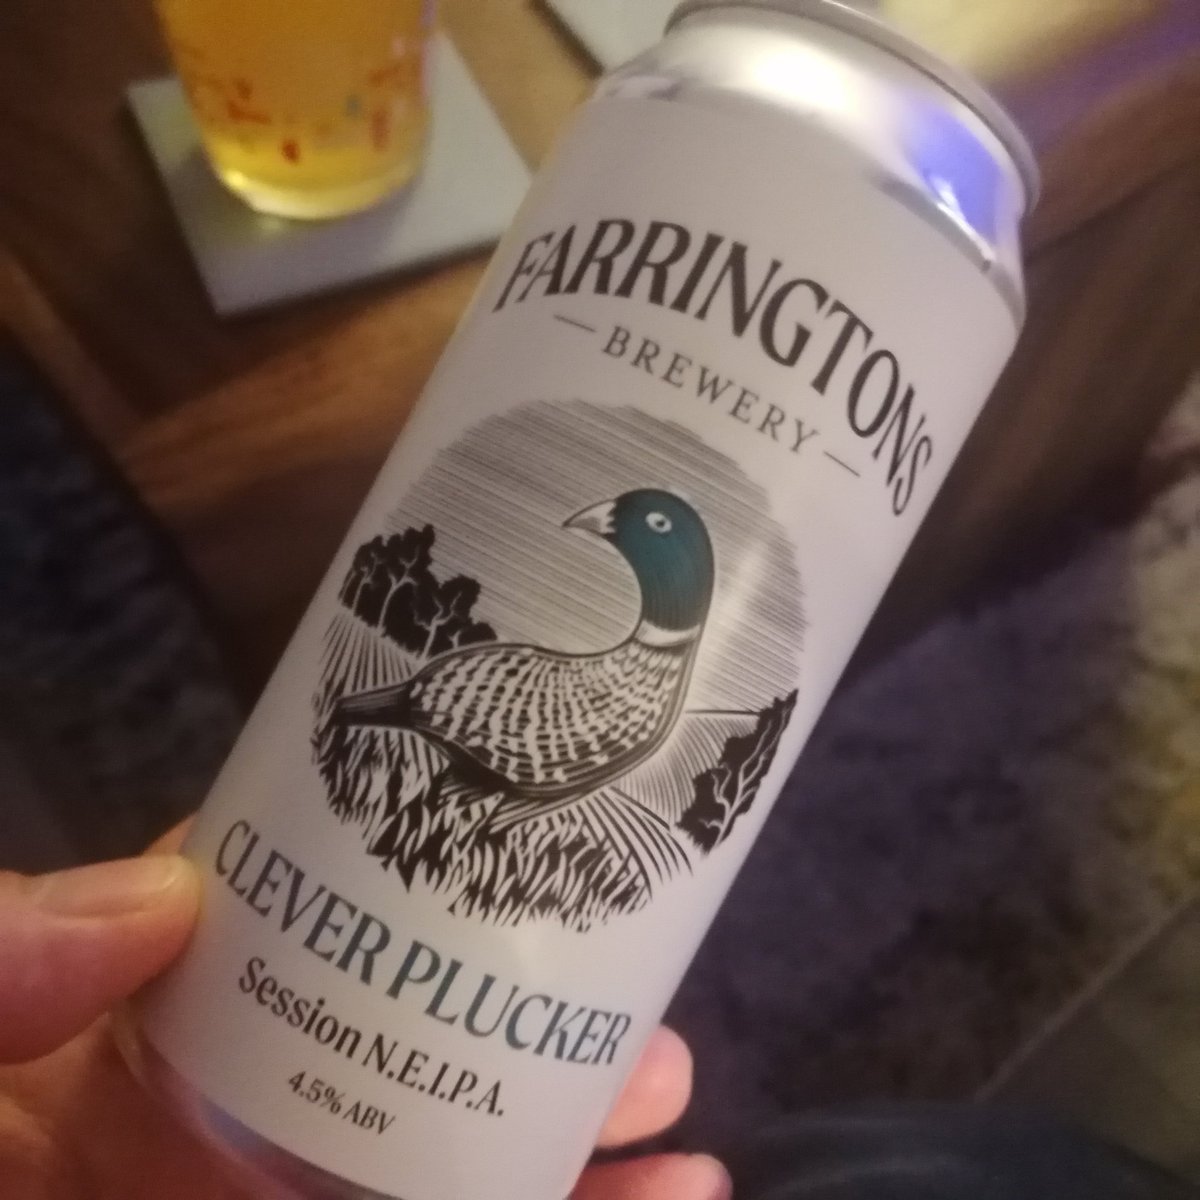 FARRINGTONS
— BREWERY —
CLEVER PLUCKER
Session N.E.I.P.A.
4.5% ABV